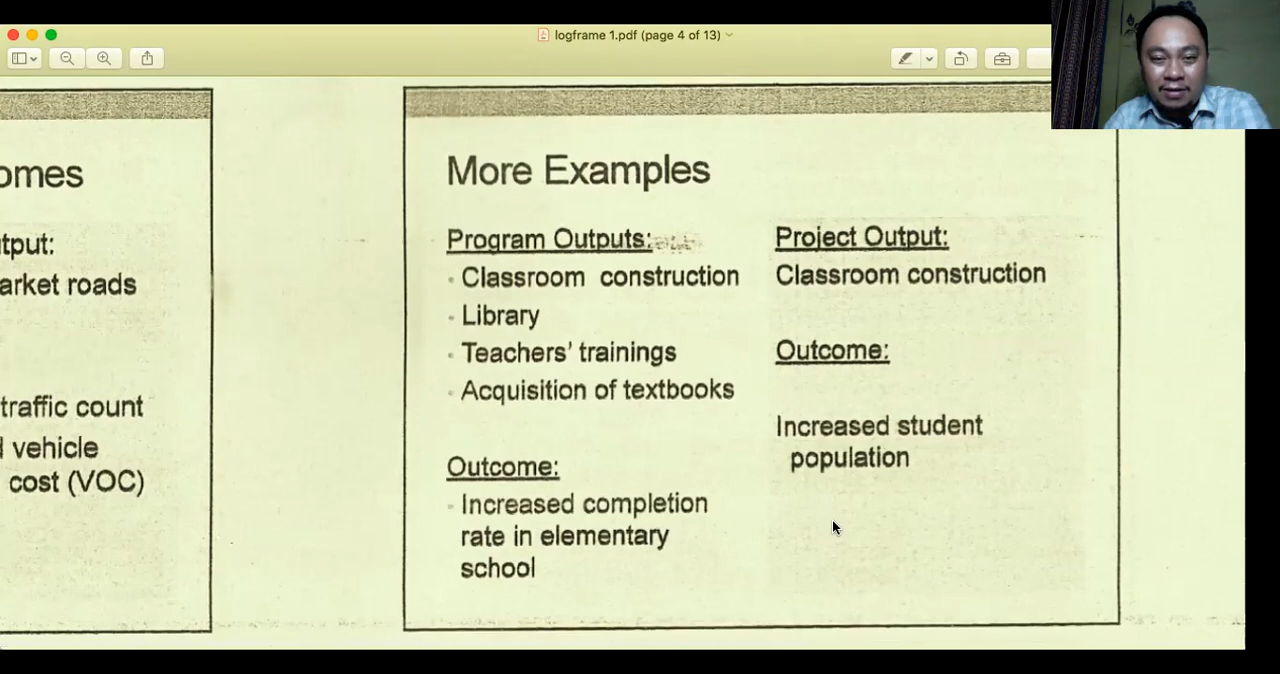 logframe 1.pdf (page 4 of 13)
omes
tput:
arket roads
traffic count
vehicle
cost (VOC)
More Examples
Program Outputs:
Classroom construction
Library
Teachers' trainings
Acquisition of textbooks
Outcome:
Increased completion
rate in elementary
school
Project Output:
Classroom construction
Outcome:
Increased student
population